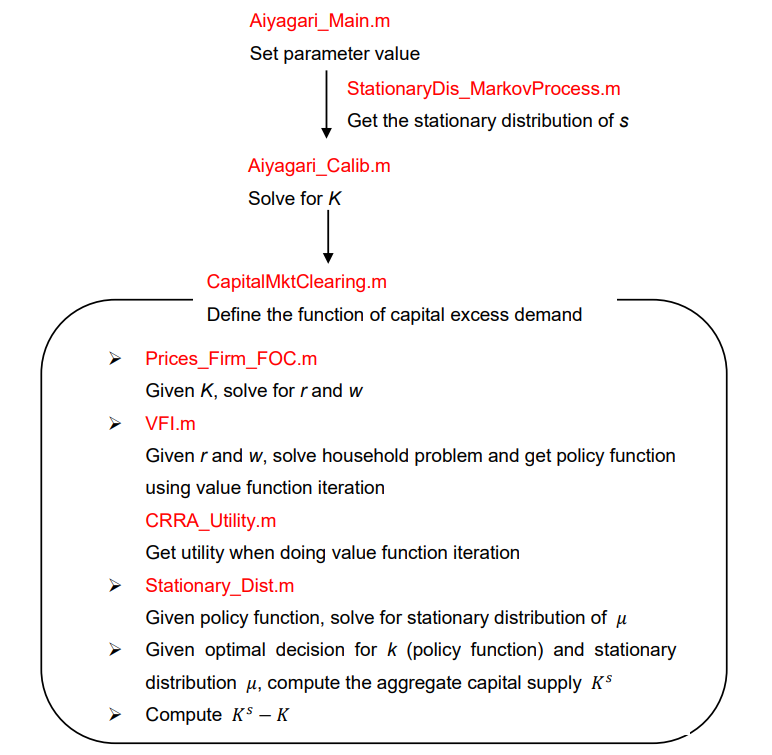 Aiyagari_Main.m
Set parameter value
StationaryDis_MarkovProcess.m
Get the stationary distribution of s
Aiyagari_Calib.m
Solve for K
CapitalMktClearing.m
Define the function of capital excess demand
➢ Prices_Firm_FOC.m
Given K, solve for r and w
➢ VFI.m
Given r and w, solve household problem and get policy function
using value function iteration
CRRA_Utility.m
Get utility when doing value function iteration
➢ Stationary_Dist.m
Given policy function, solve for stationary distribution of μ
➢ Given optimal decision for k (policy function) and stationary
distribution μ, compute the aggregate capital supply Kˢ
➢ Compute Kˢ − K